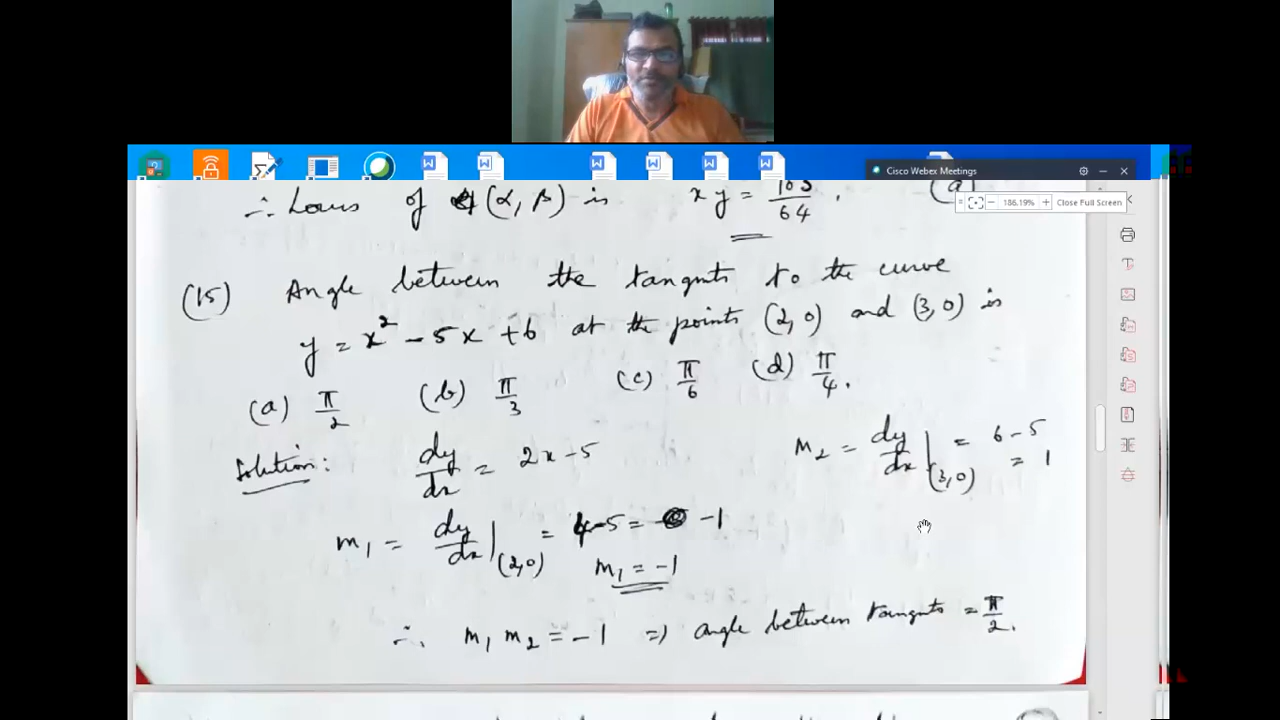 Cisco Webex Meetings
∴ Locus of (α, β) is xy = 105/64 . (a)
186.19% Close Full Screen
(15) Angle between the tangents to the curve
y = x² - 5x + 6 at the points (2,0) and (3,0) is
(a) π/2 (b) π/3 (c) π/6 (d) π/4.
Solution: dy/dx = 2x-5
m₂ = dy/dx|(3,0) = 6-5
= 1
m₁ = dy/dx|(2,0) = 4-5 = -1
m₁ = -1
∴ m₁ m₂ = -1 ⇒ angle between tangents = π/2.